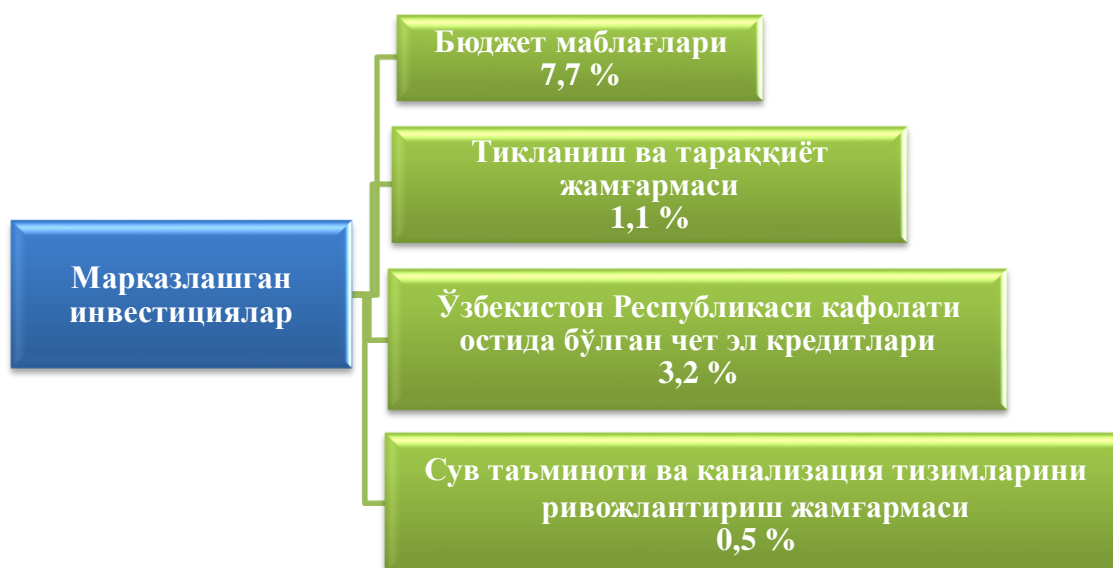 Бюджет маблағлари
7,7 %
Тикланиш ва тараққиёт
жамғармаси
1,1 %
Марказлашган
инвестициялар
Ўзбекистон Республикаси кафолати
остида бўлган чет эл кредитлари
3,2 %
Сув таъминоти ва канализация тизимларини
ривожлантириш жамғармаси
0,5 %